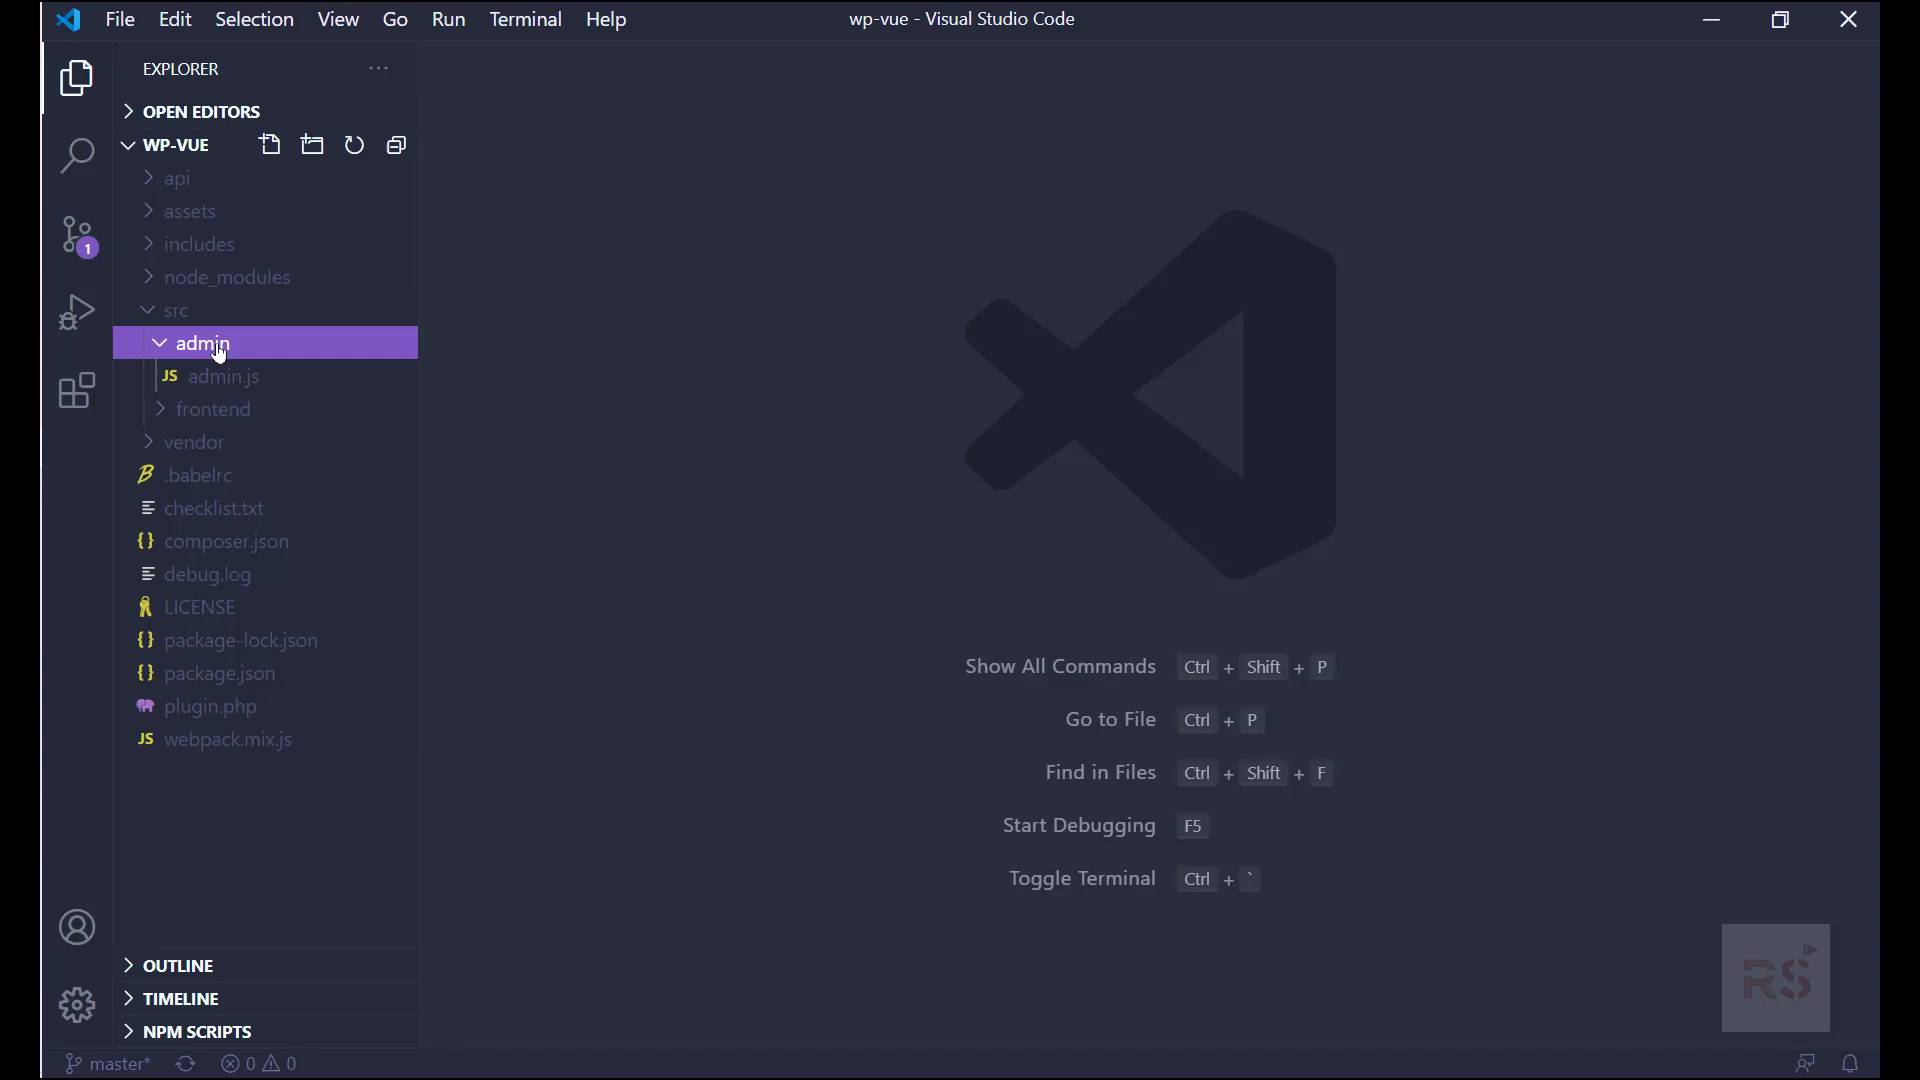 File Edit Selection View Go Run Terminal Help
wp-vue - Visual Studio Code
EXPLORER
OPEN EDITORS
WP-VUE
api
assets
includes
node_modules
src
admin
JS admin.js
frontend
vendor
.babelrc
checklist.txt
{} composer.json
debug.log
LICENSE
{} package-lock.json
{} package.json
plugin.php
JS webpack.mix.js
OUTLINE
TIMELINE
NPM SCRIPTS
1
Show All Commands Ctrl + Shift + P
Go to File Ctrl + P
Find in Files Ctrl + Shift + F
Start Debugging F5
Toggle Terminal Ctrl + `
RS
master* 0 0